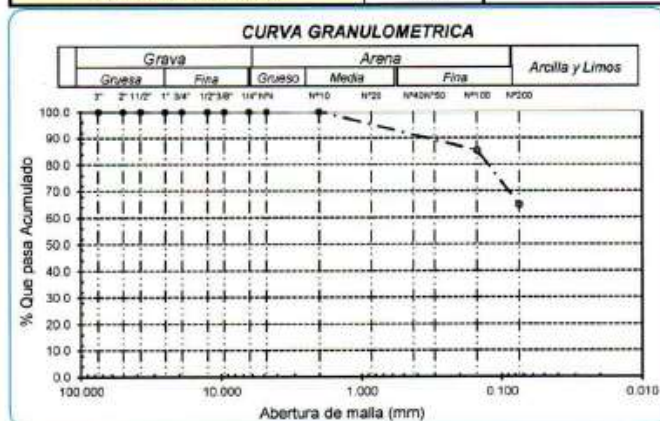 CURVA GRANULOMETRICA
Grava Arena Arcilla y Limos
Gruesa Fina Grueso Media Fina
3" 2" 1 1/2" 1" 3/4" 1/2" 3/8" 1/4" Nº4 Nº10 Nº20 Nº40 Nº50 Nº100 Nº200
100.0
90.0
80.0
70.0
60.0
50.0
40.0
30.0
20.0
10.0
0.0
% Que pasa Acumulado
100.000 10.000 1.000 0.100 0.010
Abertura de malla (mm)